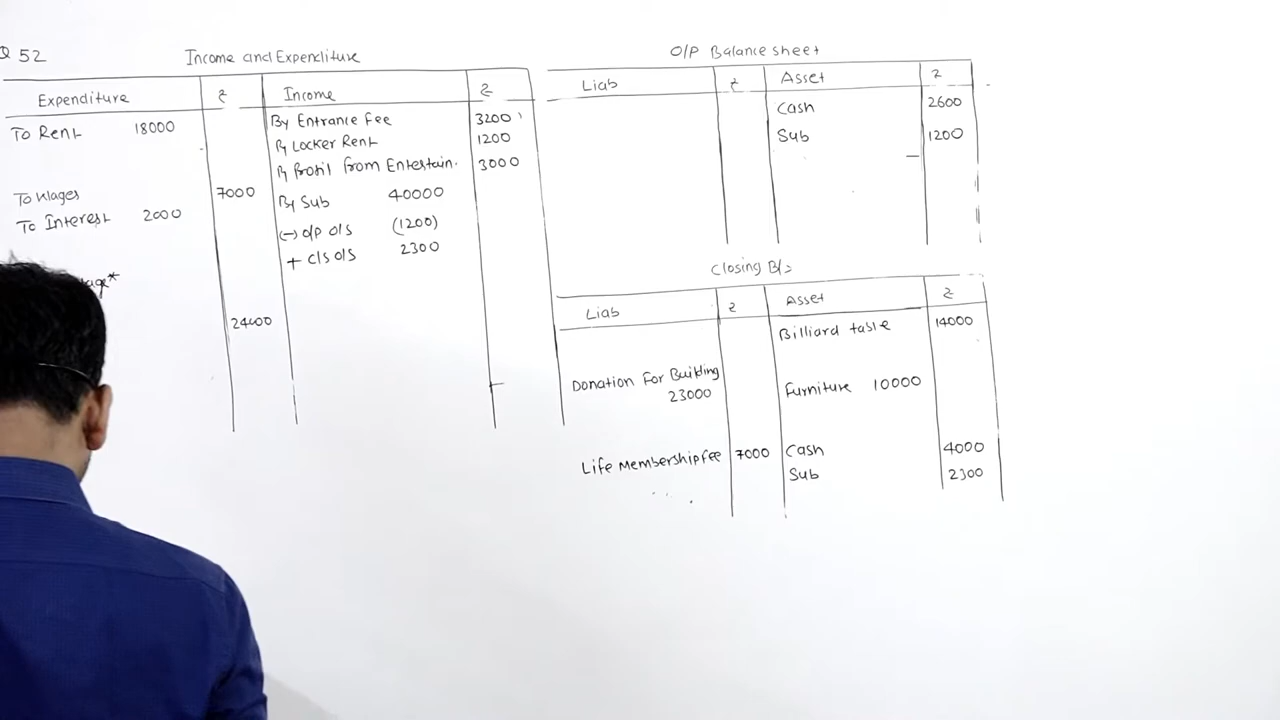 Q 52
Income and Expenditure
Expenditure ₹ Income ₹
To Rent 18000 By Entrance Fee 3200
By Locker Rent 1200
By Profit from Entertain. 3000
To Wages 7000 By Sub 40000
To Interest 2000 (-) o/p o/s (1200)
+ c/s o/s 2300
24000
O/P Balance sheet
Liab ₹ Asset ₹
Cash 2600
Sub 1200
Closing B/s
Liab ₹ Asset ₹
Billiard table 14000
Donation For Building
23000 Furniture 10000
Life Membership fee 7000 Cash 4000
Sub 2300